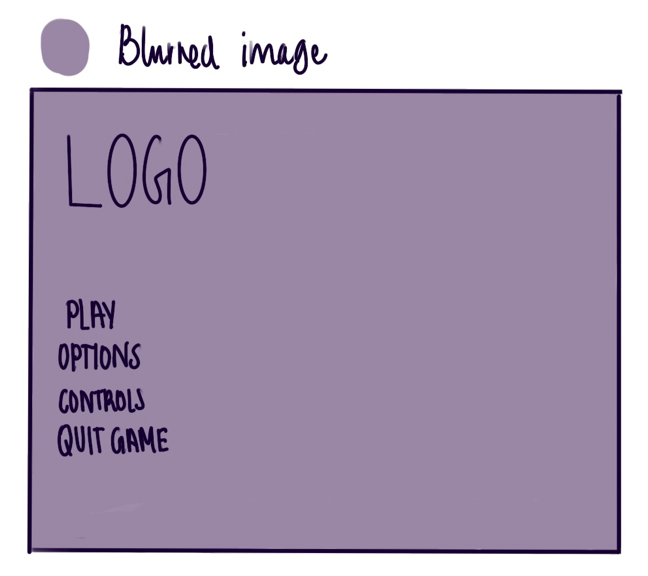 Blurred image
LOGO
PLAY
OPTIONS
CONTROLS
QUIT GAME